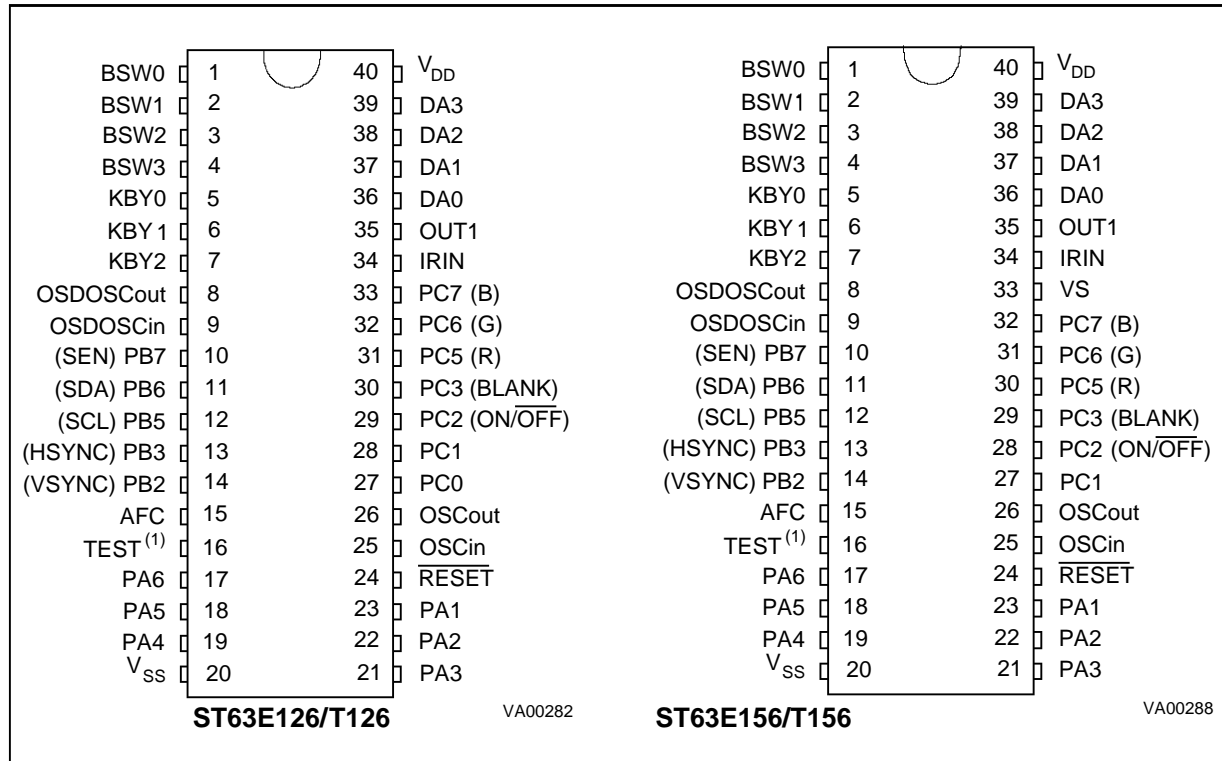 BSW0 1 40 VDD
BSW1 2 39 DA3
BSW2 3 38 DA2
BSW3 4 37 DA1
KBY0 5 36 DA0
KBY1 6 35 OUT1
KBY2 7 34 IRIN
OSDOSCout 8 33 PC7 (B)
OSDOSCin 9 32 PC6 (G)
(SEN) PB7 10 31 PC5 (R)
(SDA) PB6 11 30 PC3 (BLANK)
(SCL) PB5 12 29 PC2 (ON/OFF)
(HSYNC) PB3 13 28 PC1
(VSYNC) PB2 14 27 PC0
AFC 15 26 OSCout
TEST(1) 16 25 OSCin
PA6 17 24 RESET
PA5 18 23 PA1
PA4 19 22 PA2
VSS 20 21 PA3
ST63E126/T126 VA00282
BSW0 1 40 VDD
BSW1 2 39 DA3
BSW2 3 38 DA2
BSW3 4 37 DA1
KBY0 5 36 DA0
KBY1 6 35 OUT1
KBY2 7 34 IRIN
OSDOSCout 8 33 VS
OSDOSCin 9 32 PC7 (B)
(SEN) PB7 10 31 PC6 (G)
(SDA) PB6 11 30 PC5 (R)
(SCL) PB5 12 29 PC3 (BLANK)
(HSYNC) PB3 13 28 PC2 (ON/OFF)
(VSYNC) PB2 14 27 PC1
AFC 15 26 OSCout
TEST(1) 16 25 OSCin
PA6 17 24 RESET
PA5 18 23 PA1
PA4 19 22 PA2
VSS 20 21 PA3
ST63E156/T156 VA00288